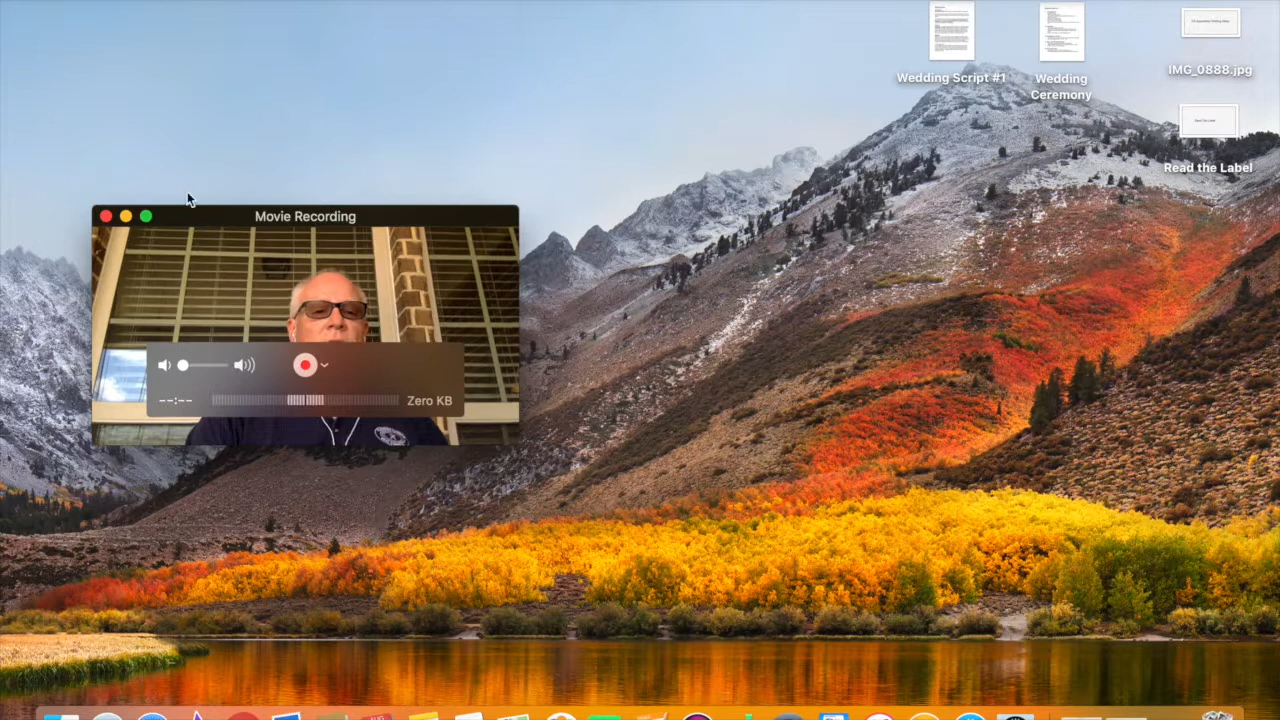 Wedding Script #1
Wedding
Ceremony
IMG_0888.jpg
Read the Label
Movie Recording
--:--
Zero KB